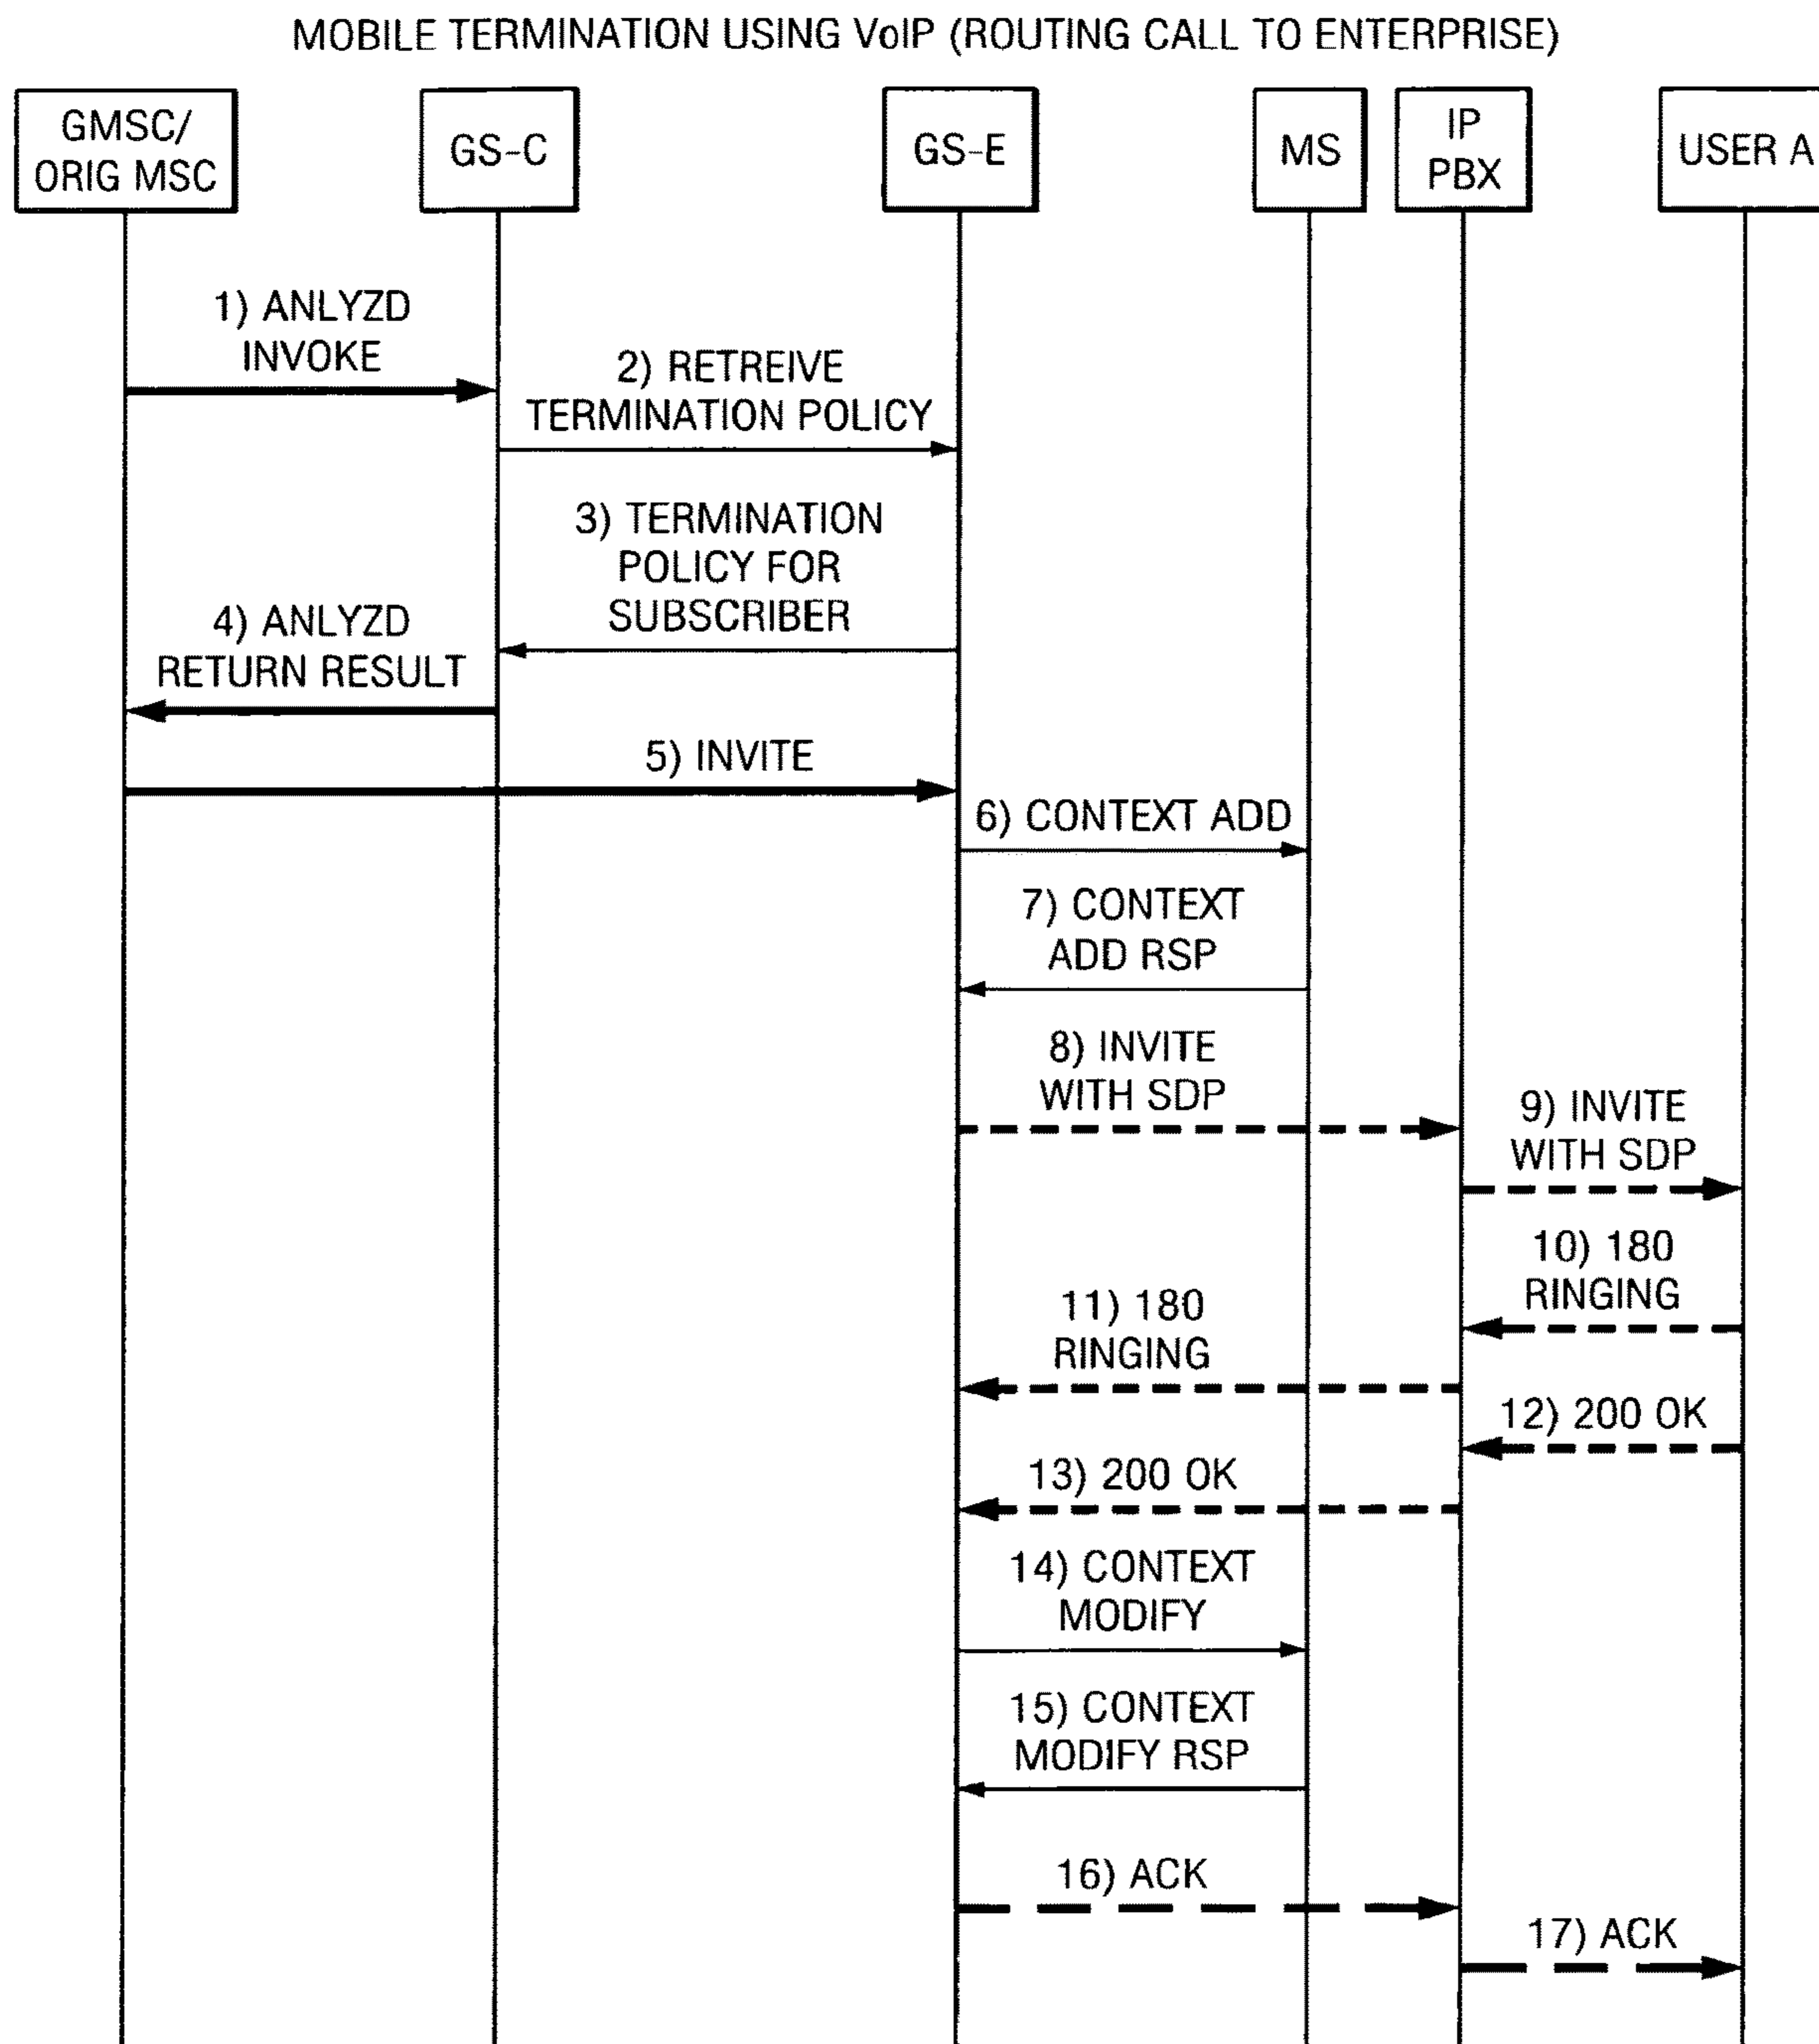 MOBILE TERMINATION USING VoIP (ROUTING CALL TO ENTERPRISE)
GMSC/
ORIG MSC
GS-C
GS-E
MS
IP
PBX
USER A
1) ANLYZD
INVOKE
2) RETREIVE
TERMINATION POLICY
3) TERMINATION
POLICY FOR
SUBSCRIBER
4) ANLYZD
RETURN RESULT
5) INVITE
6) CONTEXT ADD
7) CONTEXT
ADD RSP
8) INVITE
WITH SDP
9) INVITE
WITH SDP
10) 180
RINGING
11) 180
RINGING
12) 200 OK
13) 200 OK
14) CONTEXT
MODIFY
15) CONTEXT
MODIFY RSP
16) ACK
17) ACK